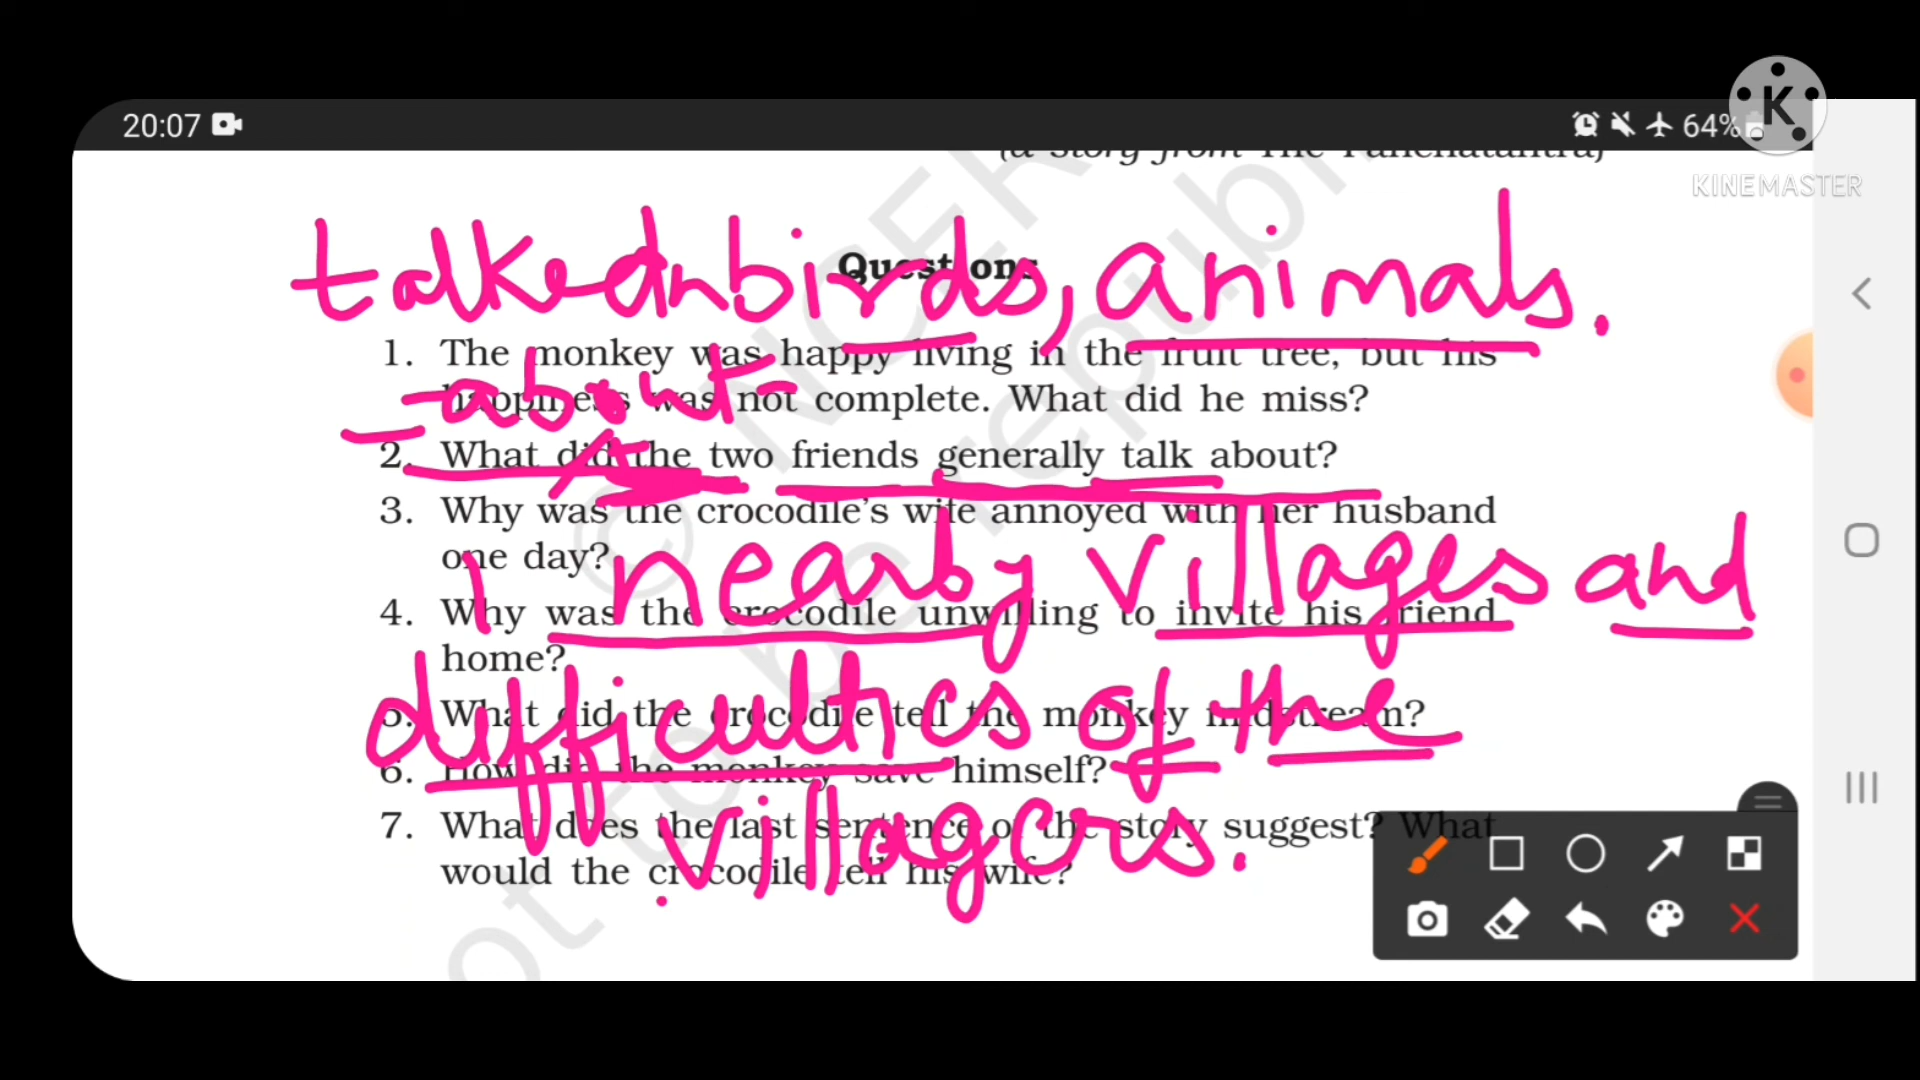 20:07 64%
KINEMASTER
(a story from The Panchatantra)
Questions
talked birds, animals.
1. The monkey was happy living in the fruit tree, but his
about
happiness was not complete. What did he miss?
2. What did the two friends generally talk about?
3. Why was the crocodile's wife annoyed with her husband
one day?
nearby villages and
4. Why was the crocodile unwilling to invite his friend
home?
difficulties of the
5. What did the crocodile tell the monkey midstream?
6. How did the monkey save himself?
villagers.
7. What does the last sentence of the story suggest? What
would the crocodile tell his wife?